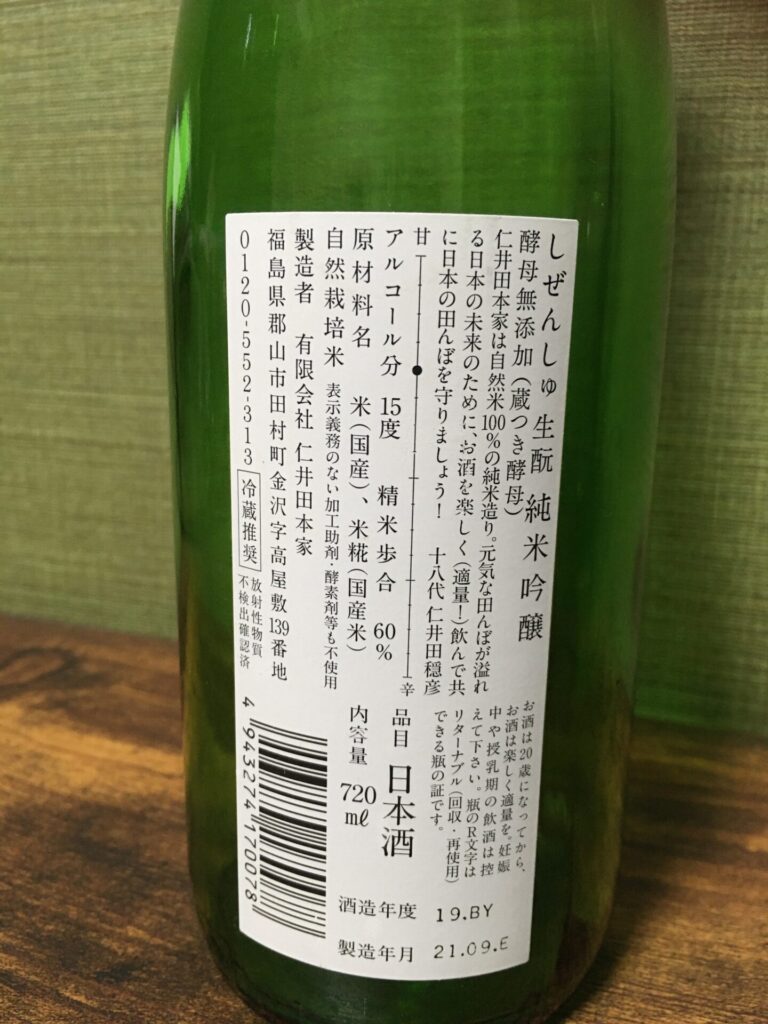 しぜんしゅ 生酛 純米吟醸
酵母無添加（蔵つき酵母）
仁井田本家は自然米100％の純米造り。元気な田んぼが溢れ
る日本の未来のために、お酒を楽しく（適量！）飲んで共
に日本の田んぼを守りましょう！ 十八代 仁井田穏彦
甘 辛
アルコール分 15度 精米歩合 60％
原材料名 米（国産）、米糀（国産米）
自然栽培米 表示義務のない加工助剤・酵素剤等も不使用
製造者 有限会社 仁井田本家
福島県郡山市田村町金沢字高屋敷139番地
0120-552-313 冷蔵推奨 放射性物質
不検出確認済
お酒は20歳になってから、
お酒は楽しく適量を。妊娠
中や授乳期の飲酒は控
えて下さい。瓶のR文字は
リターナブル（回収・再使用）
できる瓶の証です。
品目 日本酒
内容量 720㎖
4943274170078
酒造年度 19.BY
製造年月 21.09.E